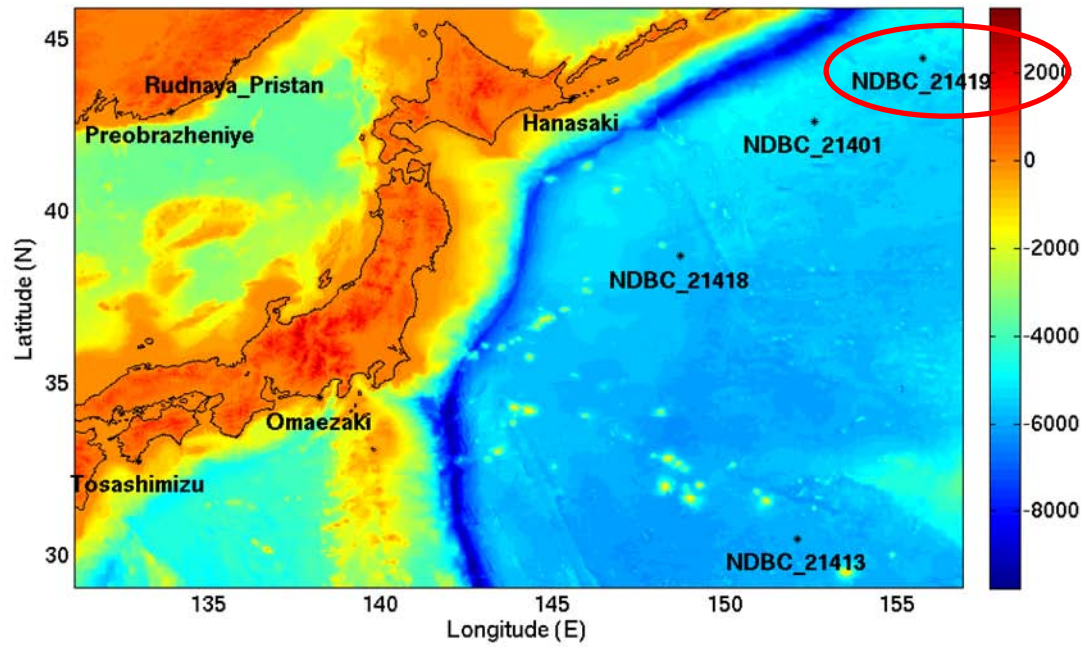 45
40
35
30
Latitude (N)
135
140
145
150
155
Longitude (E)
Rudnaya_Pristan
Preobrazheniye
Hanasaki
NDBC_21419
NDBC_21401
NDBC_21418
Omaezaki
Tosashimizu
NDBC_21413
2000
0
-2000
-4000
-6000
-8000